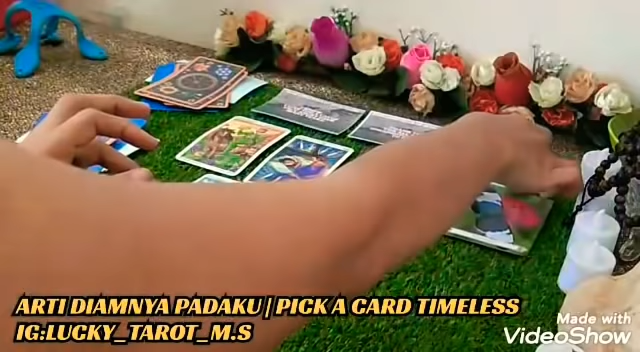 ARTI DIAMNYA PADAKU | PICK A CARD TIMELESS
IG:LUCKY_TAROT_M.S
Made with
VideoShow